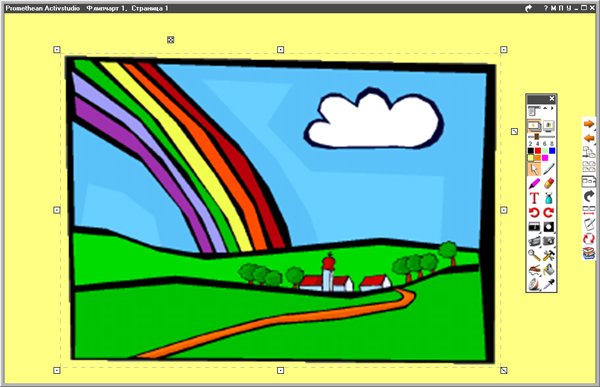 Promethean Activstudio Флипчарт 1, Страница 1
? М П У
2 4 6 8
T